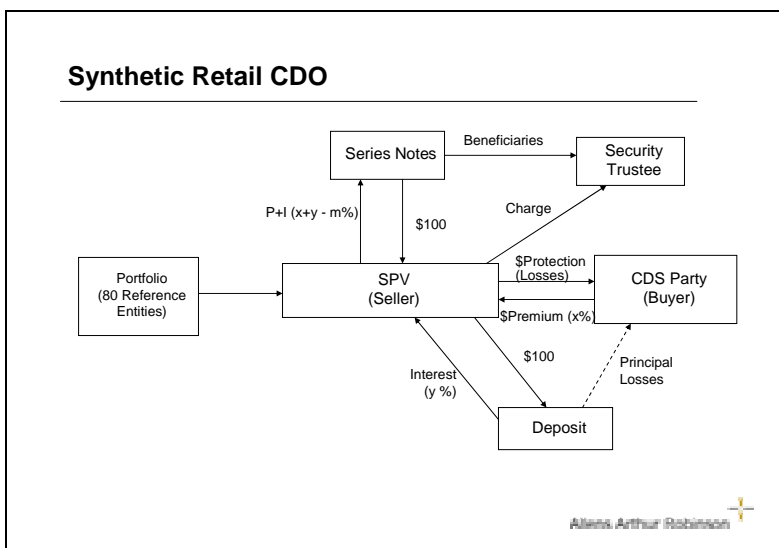 Synthetic Retail CDO
Series Notes
Beneficiaries
Security
Trustee
P+I (x+y - m%)
$100
Charge
Portfolio
(80 Reference
Entities)
SPV
(Seller)
$Protection
(Losses)
$Premium (x%)
CDS Party
(Buyer)
Interest
(y %)
$100
Principal
Losses
Deposit
Allens Arthur Robinson